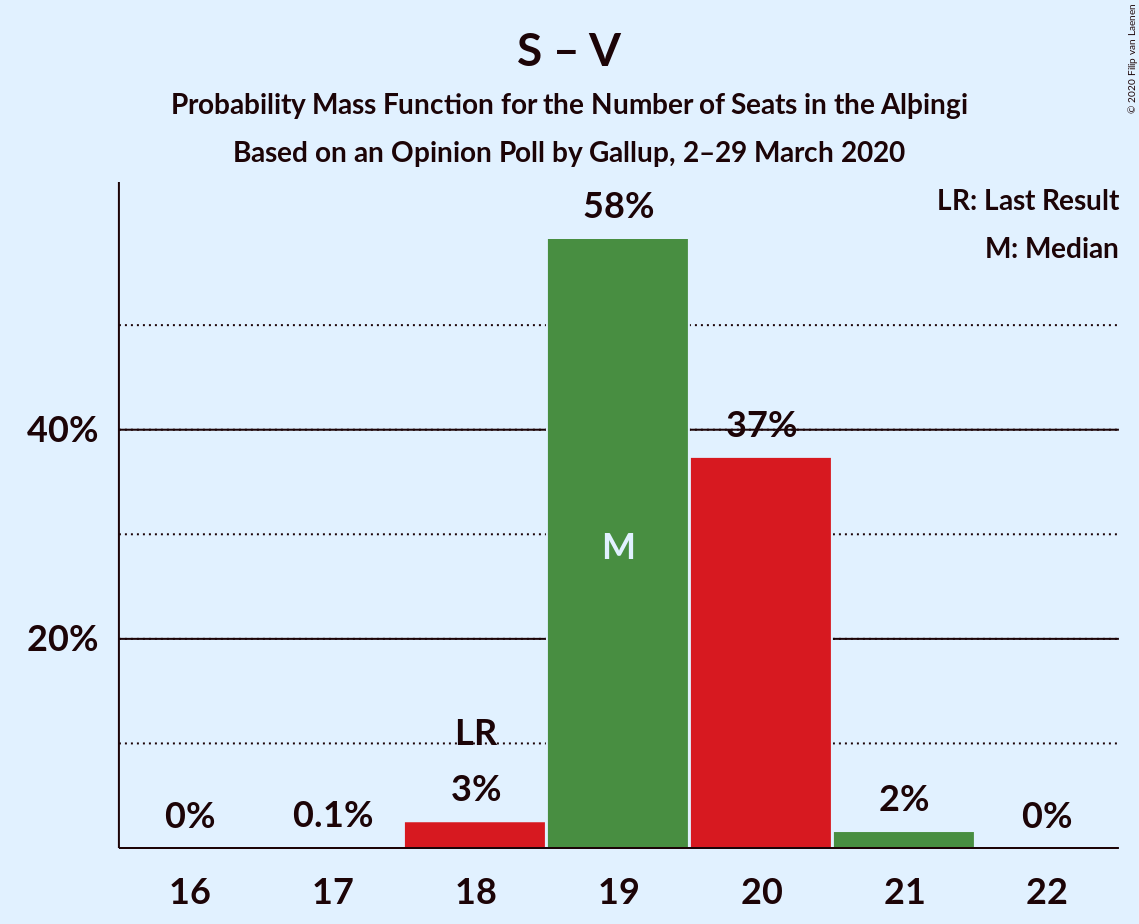 S – V
Probability Mass Function for the Number of Seats in the Alþingi
Based on an Opinion Poll by Gallup, 2–29 March 2020
© 2020 Filip van Laenen
LR: Last Result
M: Median
58%
37%
40%
20%
M
LR
0%
0.1%
3%
2%
0%
16 17 18 19 20 21 22